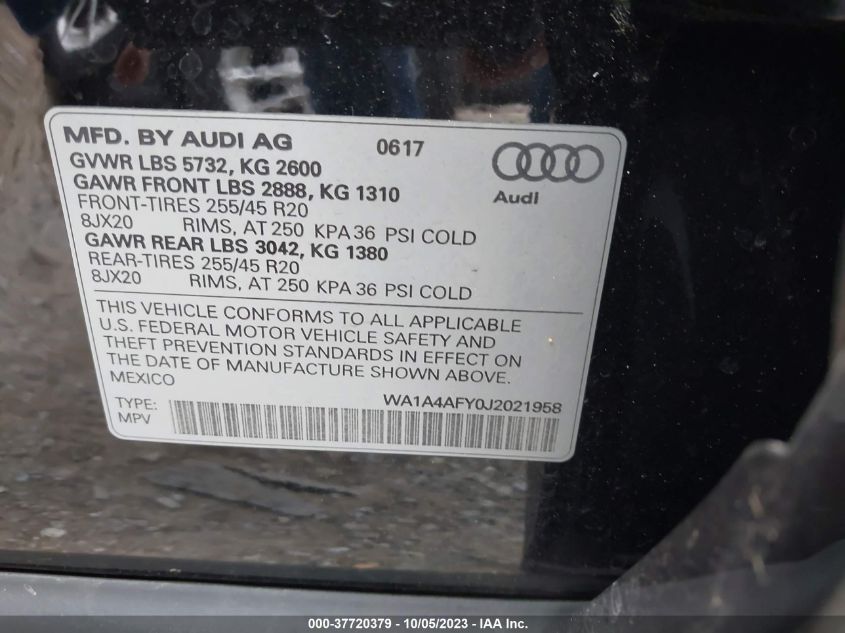 MFD. BY AUDI AG 0617
GVWR LBS 5732, KG 2600
GAWR FRONT LBS 2888, KG 1310
FRONT-TIRES 255/45 R20
8JX20 RIMS, AT 250 KPA 36 PSI COLD
GAWR REAR LBS 3042, KG 1380
REAR-TIRES 255/45 R20
8JX20 RIMS, AT 250 KPA 36 PSI COLD
Audi
THIS VEHICLE CONFORMS TO ALL APPLICABLE
U.S. FEDERAL MOTOR VEHICLE SAFETY AND
THEFT PREVENTION STANDARDS IN EFFECT ON
THE DATE OF MANUFACTURE SHOWN ABOVE.
MEXICO
WA1A4AFY0J2021958
TYPE:
MPV
000-37720379 - 10/05/2023 - IAA Inc.